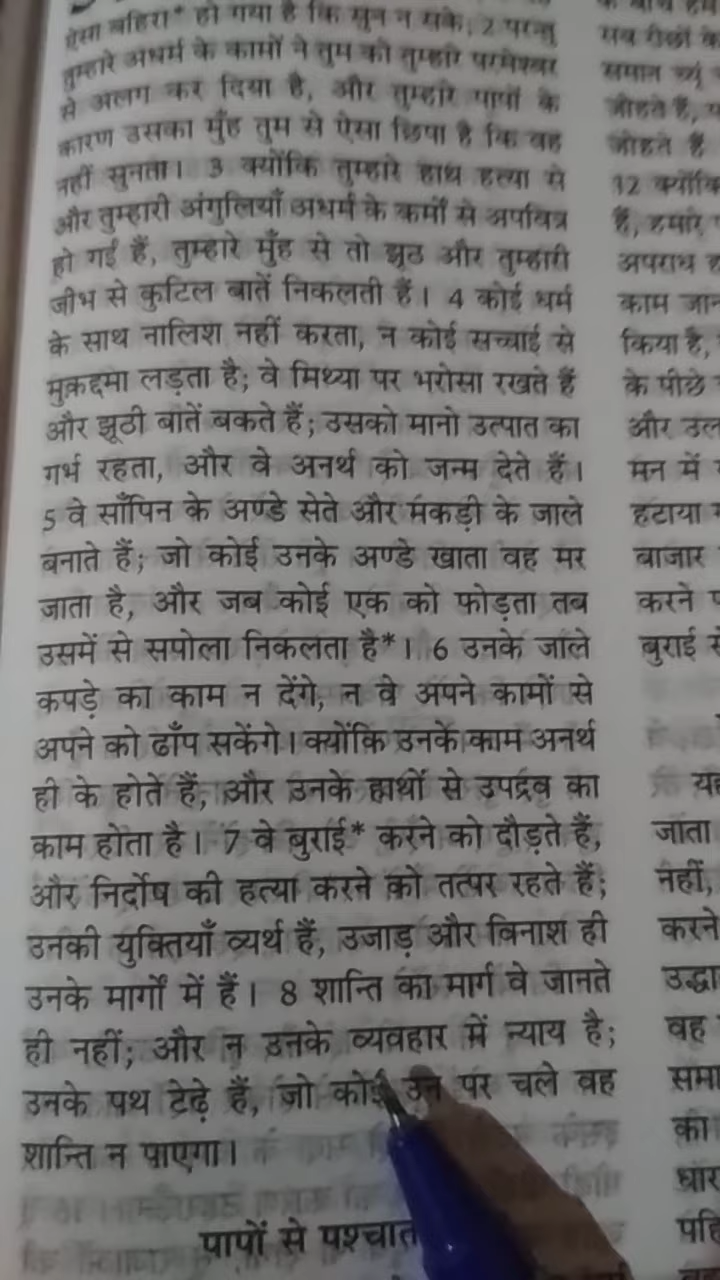 ऐसा बहिरा* हो गया है कि सुन न सके; 2 परन्तु
तुम्हारे अधर्म के कामों ने तुम को तुम्हारे परमेश्वर
से अलग कर दिया है, और तुम्हारे पापों के
कारण उसका मुँह तुम से ऐसा छिपा है कि वह
नहीं सुनता। 3 क्योंकि तुम्हारे हाथ हत्या से
और तुम्हारी अंगुलियाँ अधर्म के कर्मों से अपवित्र
हो गईं हैं, तुम्हारे मुँह से तो झूठ और तुम्हारी
जीभ से कुटिल बातें निकलती हैं। 4 कोई धर्म
के साथ नालिश नहीं करता, न कोई सच्चाई से
मुकद्दमा लड़ता है; वे मिथ्या पर भरोसा रखते हैं
और झूठी बातें बकते हैं; उसको मानो उत्पात का
गर्भ रहता, और वे अनर्थ को जन्म देते हैं।
5 वे साँपिन के अण्डे सेते और मकड़ी के जाले
बनाते हैं; जो कोई उनके अण्डे खाता वह मर
जाता है, और जब कोई एक को फोड़ता तब
उसमें से सपोला निकलता है*। 6 उनके जाले
कपड़े का काम न देंगे, न वे अपने कामों से
अपने को ढाँप सकेंगे। क्योंकि उनके काम अनर्थ
ही के होते हैं, और उनके हाथों से उपद्रव का
काम होता है। 7 वे बुराई* करने को दौड़ते हैं,
और निर्दोष की हत्या करने को तत्पर रहते हैं;
उनकी युक्तियाँ व्यर्थ हैं, उजाड़ और विनाश ही
उनके मार्गों में हैं। 8 शान्ति का मार्ग वे जानते
ही नहीं; और न उनके व्यवहार में न्याय है;
उनके पथ टेढ़े हैं, जो कोई उन पर चले वह
शान्ति न पाएगा।
पापों से पश्चात
सब रीछों के
समान
जोहते हैं,
जोहते हैं
12 क्योंकि
हैं, हमारे
अपराध
काम जान
किया है,
के पीछे
और उल
मन में
हटाया
बाजार
करने
बुराई से
यह
जाता
नहीं,
करने
उद्धा
वह
समा
का
धार
पहि